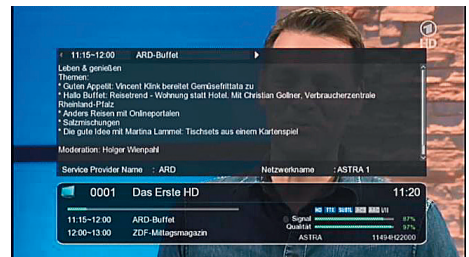 HD
11:15~12:00 ARD-Buffet
Leben & genießen
Themen:
* Guten Appetit: Vincent Klink bereitet Gemüsefrittata zu
* Hallo Buffet: Reisetrend - Wohnung statt Hotel. Mit Christian Gollner, Verbraucherzentrale
Rheinland-Pfalz
* Anders Reisen mit Onlineportalen
* Salzmischungen
* Die gute Idee mit Martina Lammel: Tischsets aus einem Kartenspiel
Moderation: Holger Wienpahl
Service Provider Name : ARD Netzwerkname : ASTRA 1
0001 Das Erste HD 11:20
HD TTX SUBTL
11:15~12:00 ARD-Buffet Signal 87%
Qualität 97%
12:00~13:00 ZDF-Mittagsmagazin ASTRA 11494H22000